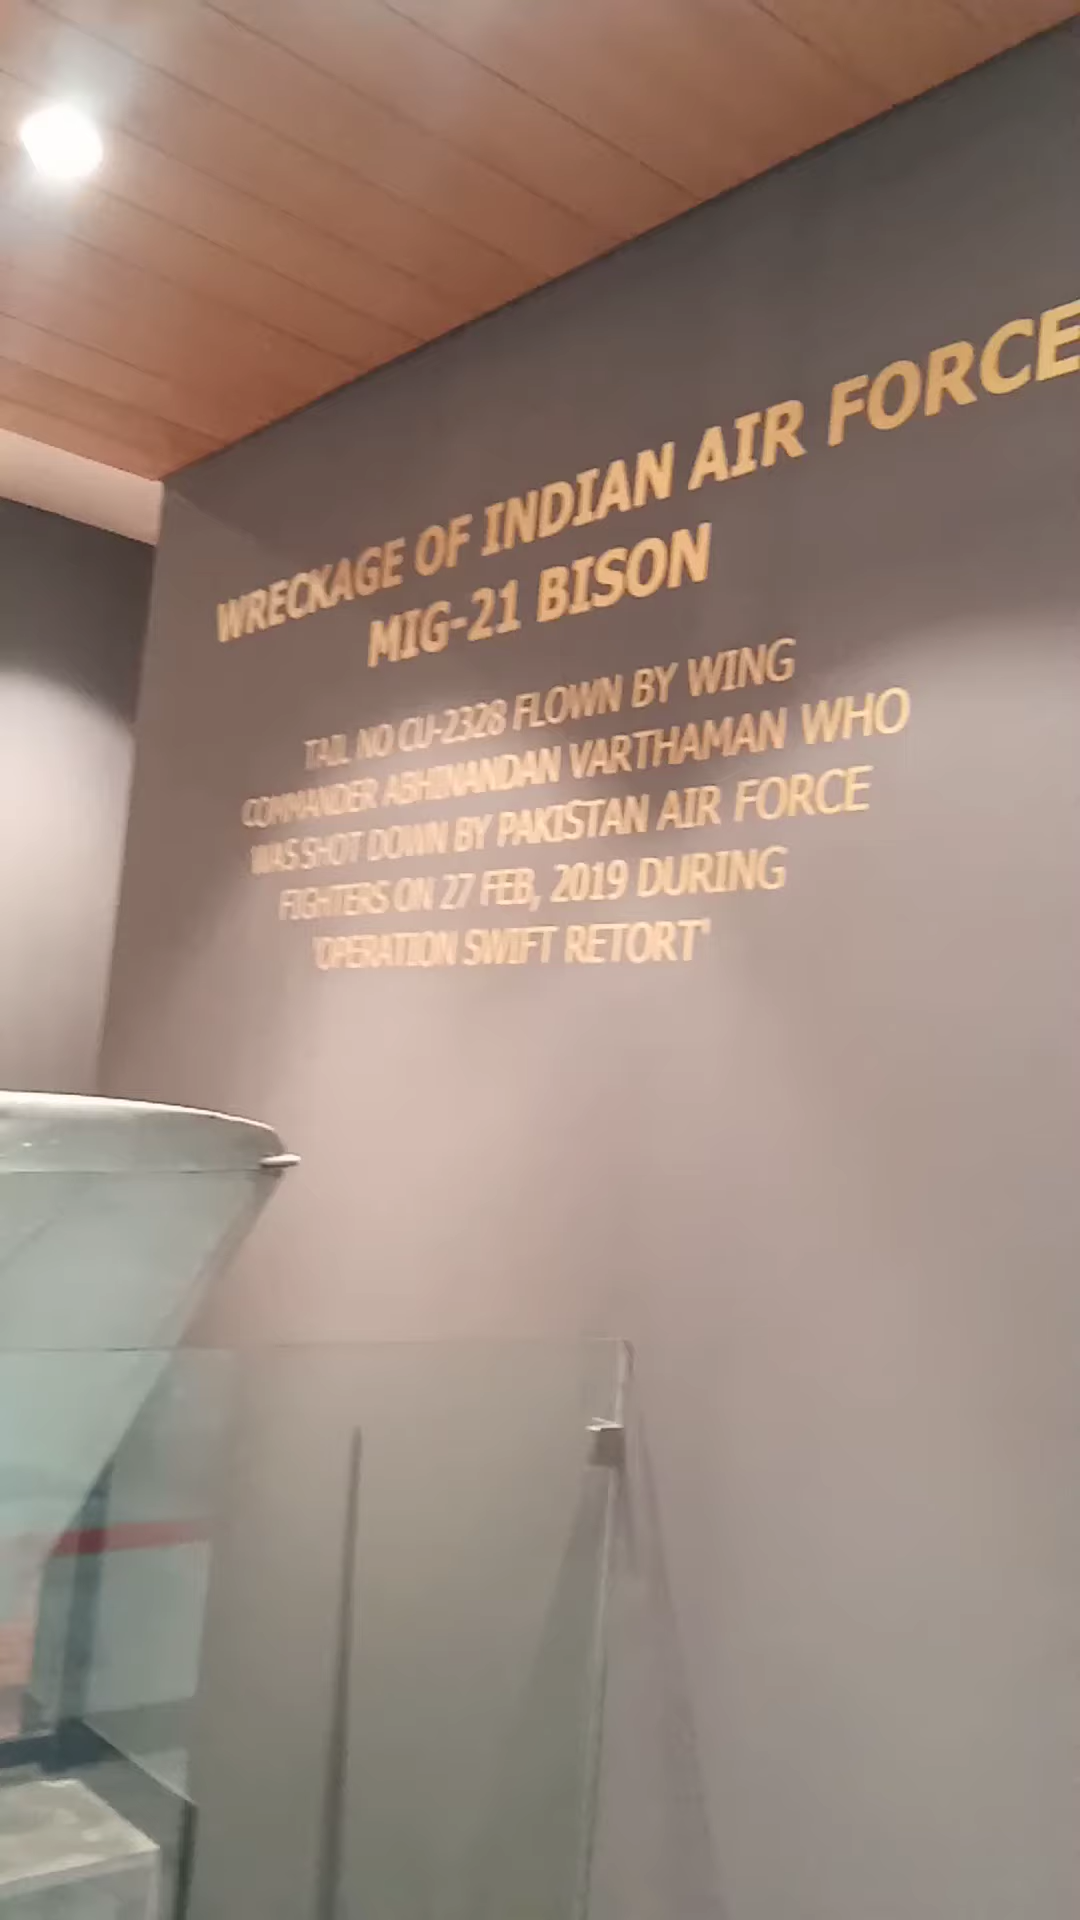 WRECKAGE OF INDIAN AIR FORCE
MIG-21 BISON
TAIL NO CU-2328 FLOWN BY WING
COMMANDER ABHINANDAN VARTHAMAN WHO
WAS SHOT DOWN BY PAKISTAN AIR FORCE
FIGHTERS ON 27 FEB, 2019 DURING
'OPERATION SWIFT RETORT'